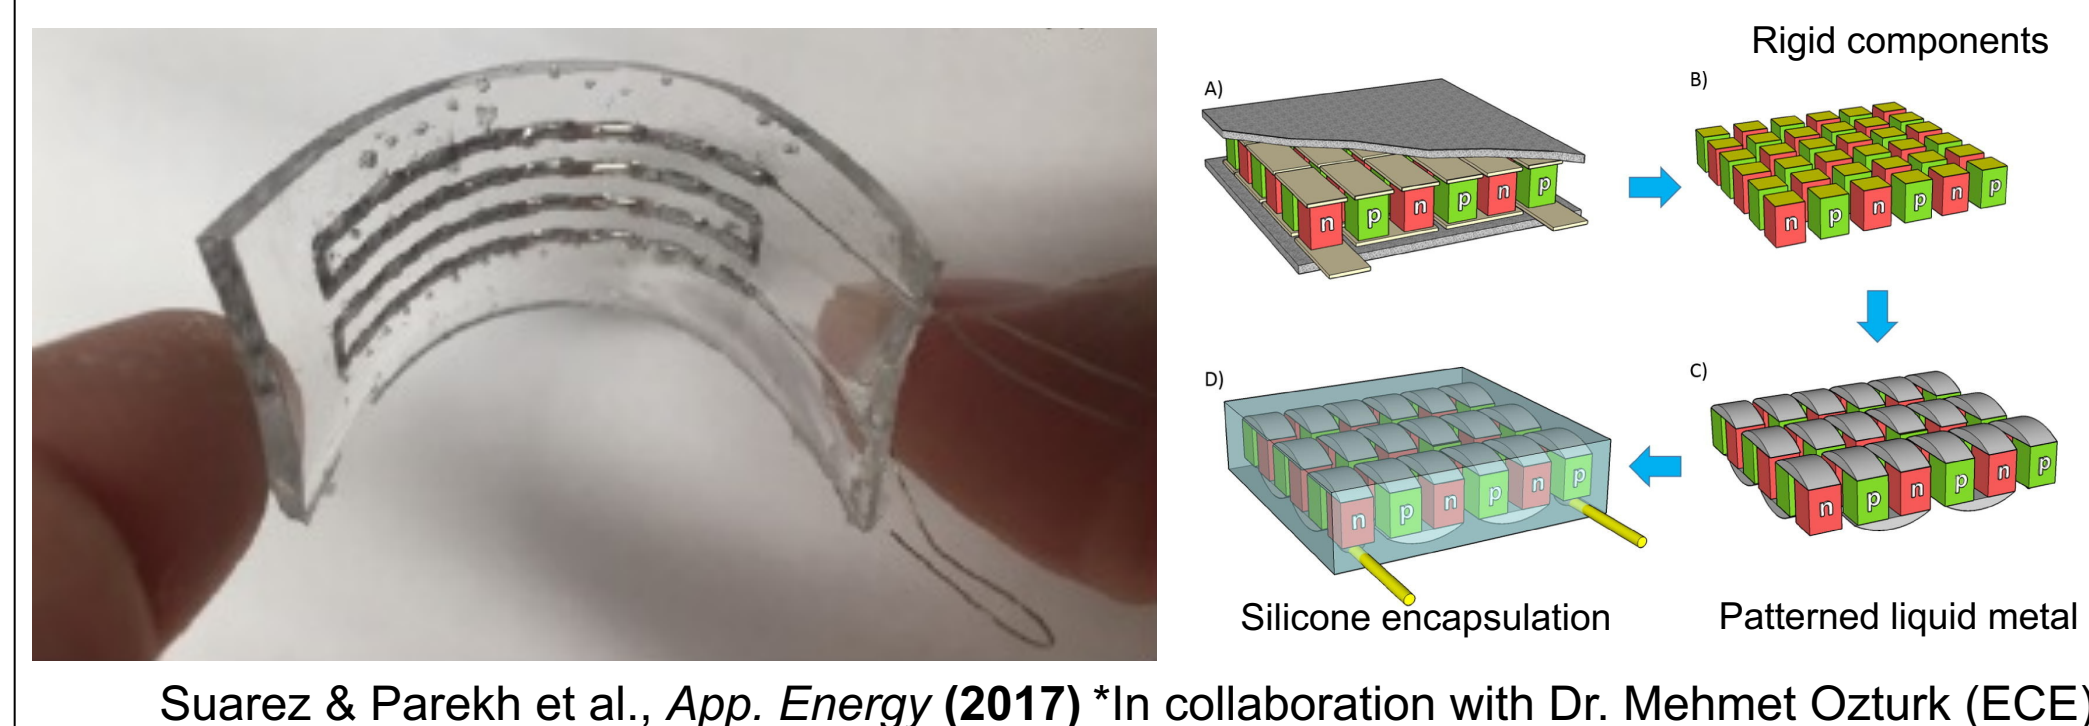 Rigid components
A)
B)
n p n p n p
n p n p n p
D)
C)
n p n p n p
n p n p n p
Silicone encapsulation
Patterned liquid metal
Suarez & Parekh et al., App. Energy (2017) *In collaboration with Dr. Mehmet Ozturk (ECE)